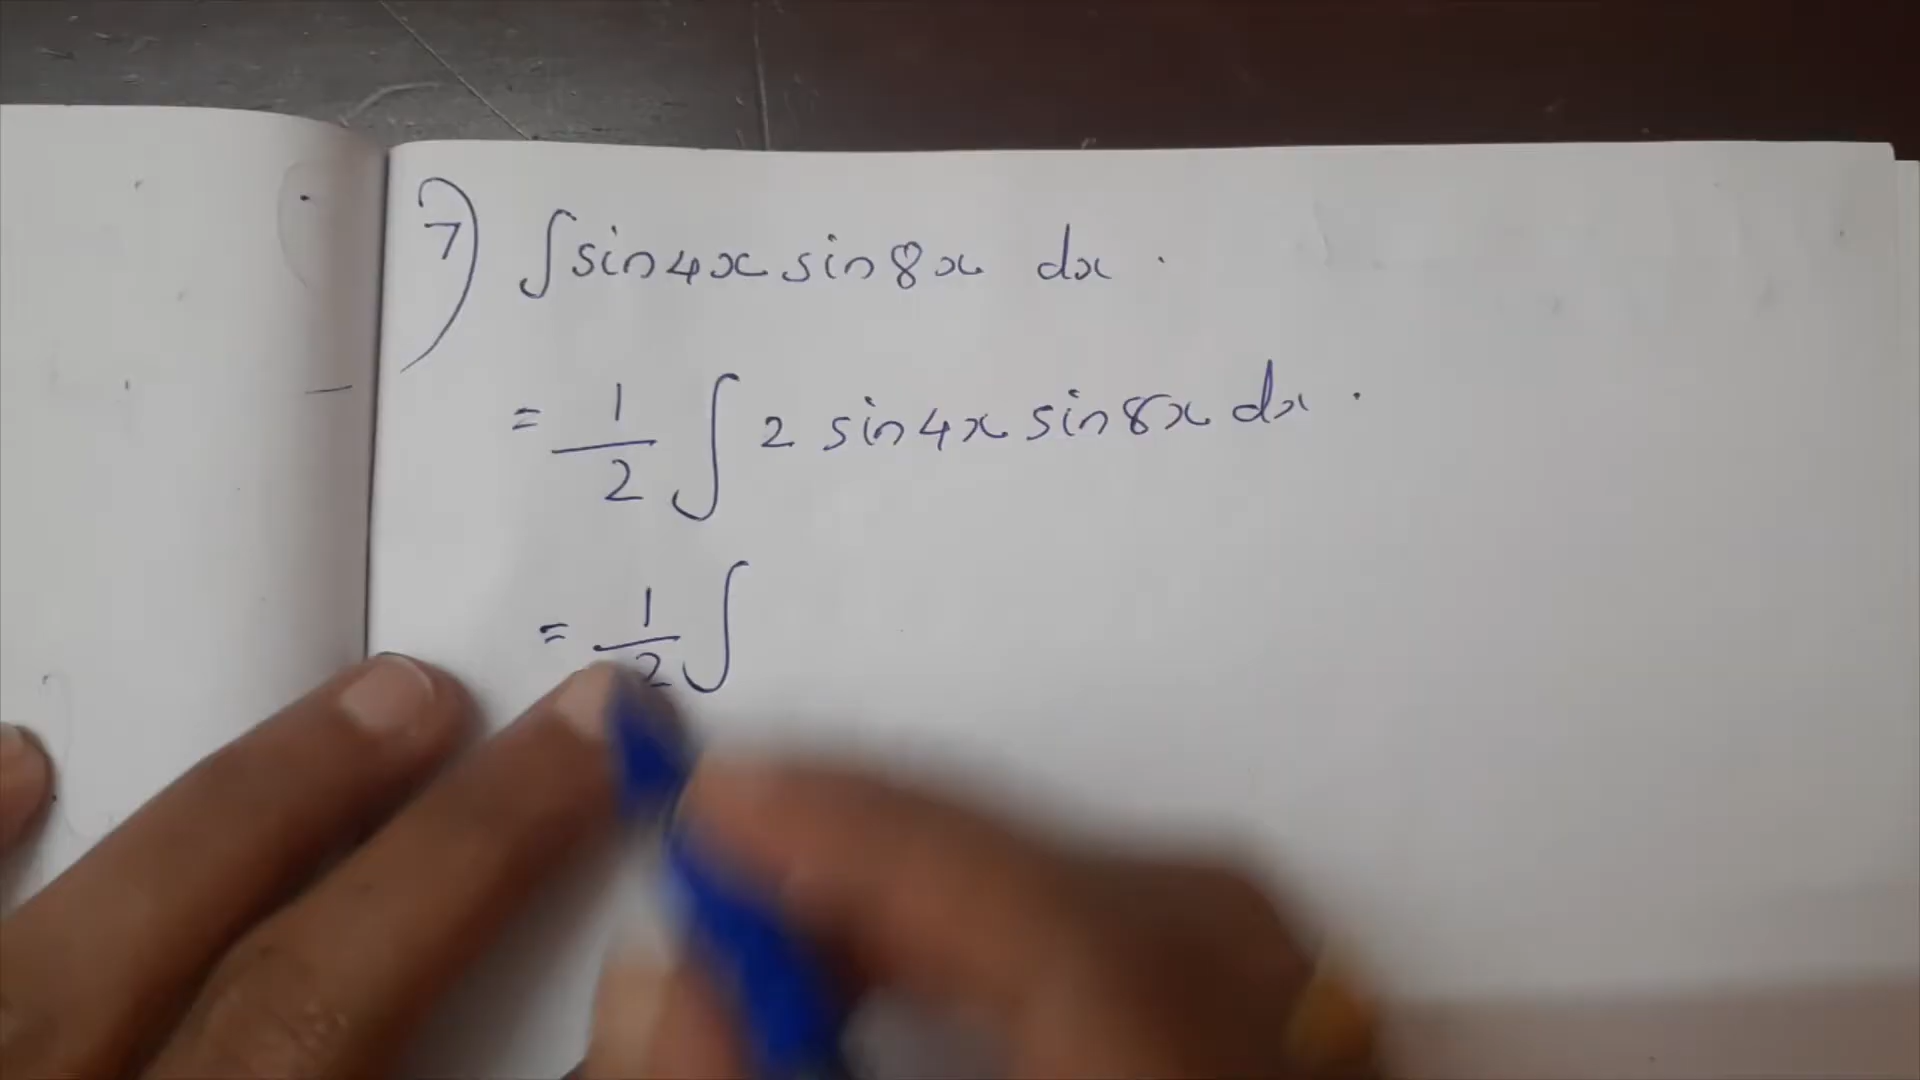 7) ∫ sin4x sin8x dx .
= 1/2 ∫ 2 sin4x sin8x dx .
= 1/2 ∫